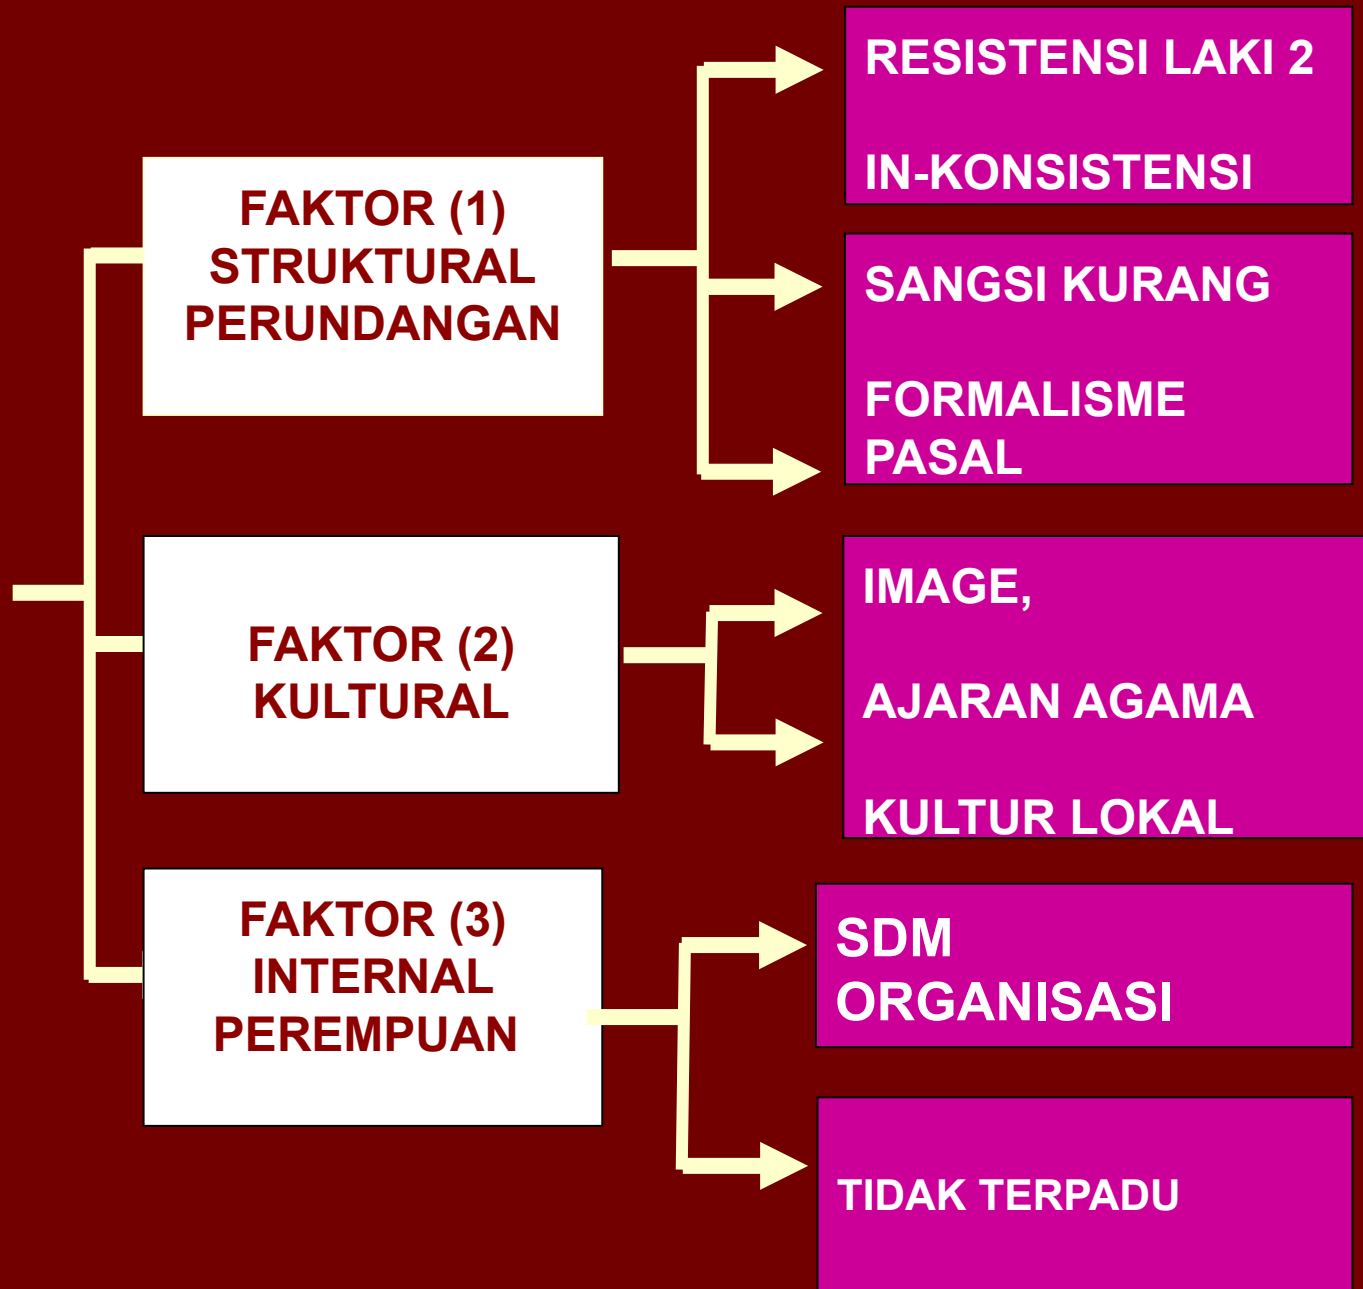 FAKTOR (1)
STRUKTURAL
PERUNDANGAN
RESISTENSI LAKI 2
IN-KONSISTENSI
SANGSI KURANG
FORMALISME
PASAL
FAKTOR (2)
KULTURAL
IMAGE,
AJARAN AGAMA
KULTUR LOKAL
FAKTOR (3)
INTERNAL
PEREMPUAN
SDM
ORGANISASI
TIDAK TERPADU